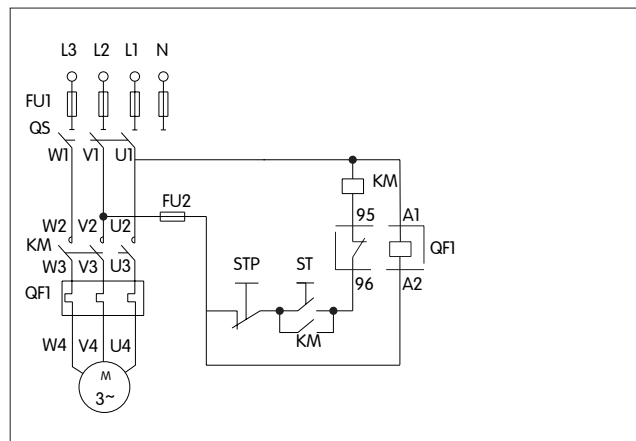 L3 L2 L1 N
FU1
QS
W1 V1 U1
KM
FU2
W2 V2 U2
95 A1
KM
W3 V3 U3
STP ST
QF1
QF1
96 A2
KM
W4 V4 U4
M
3~